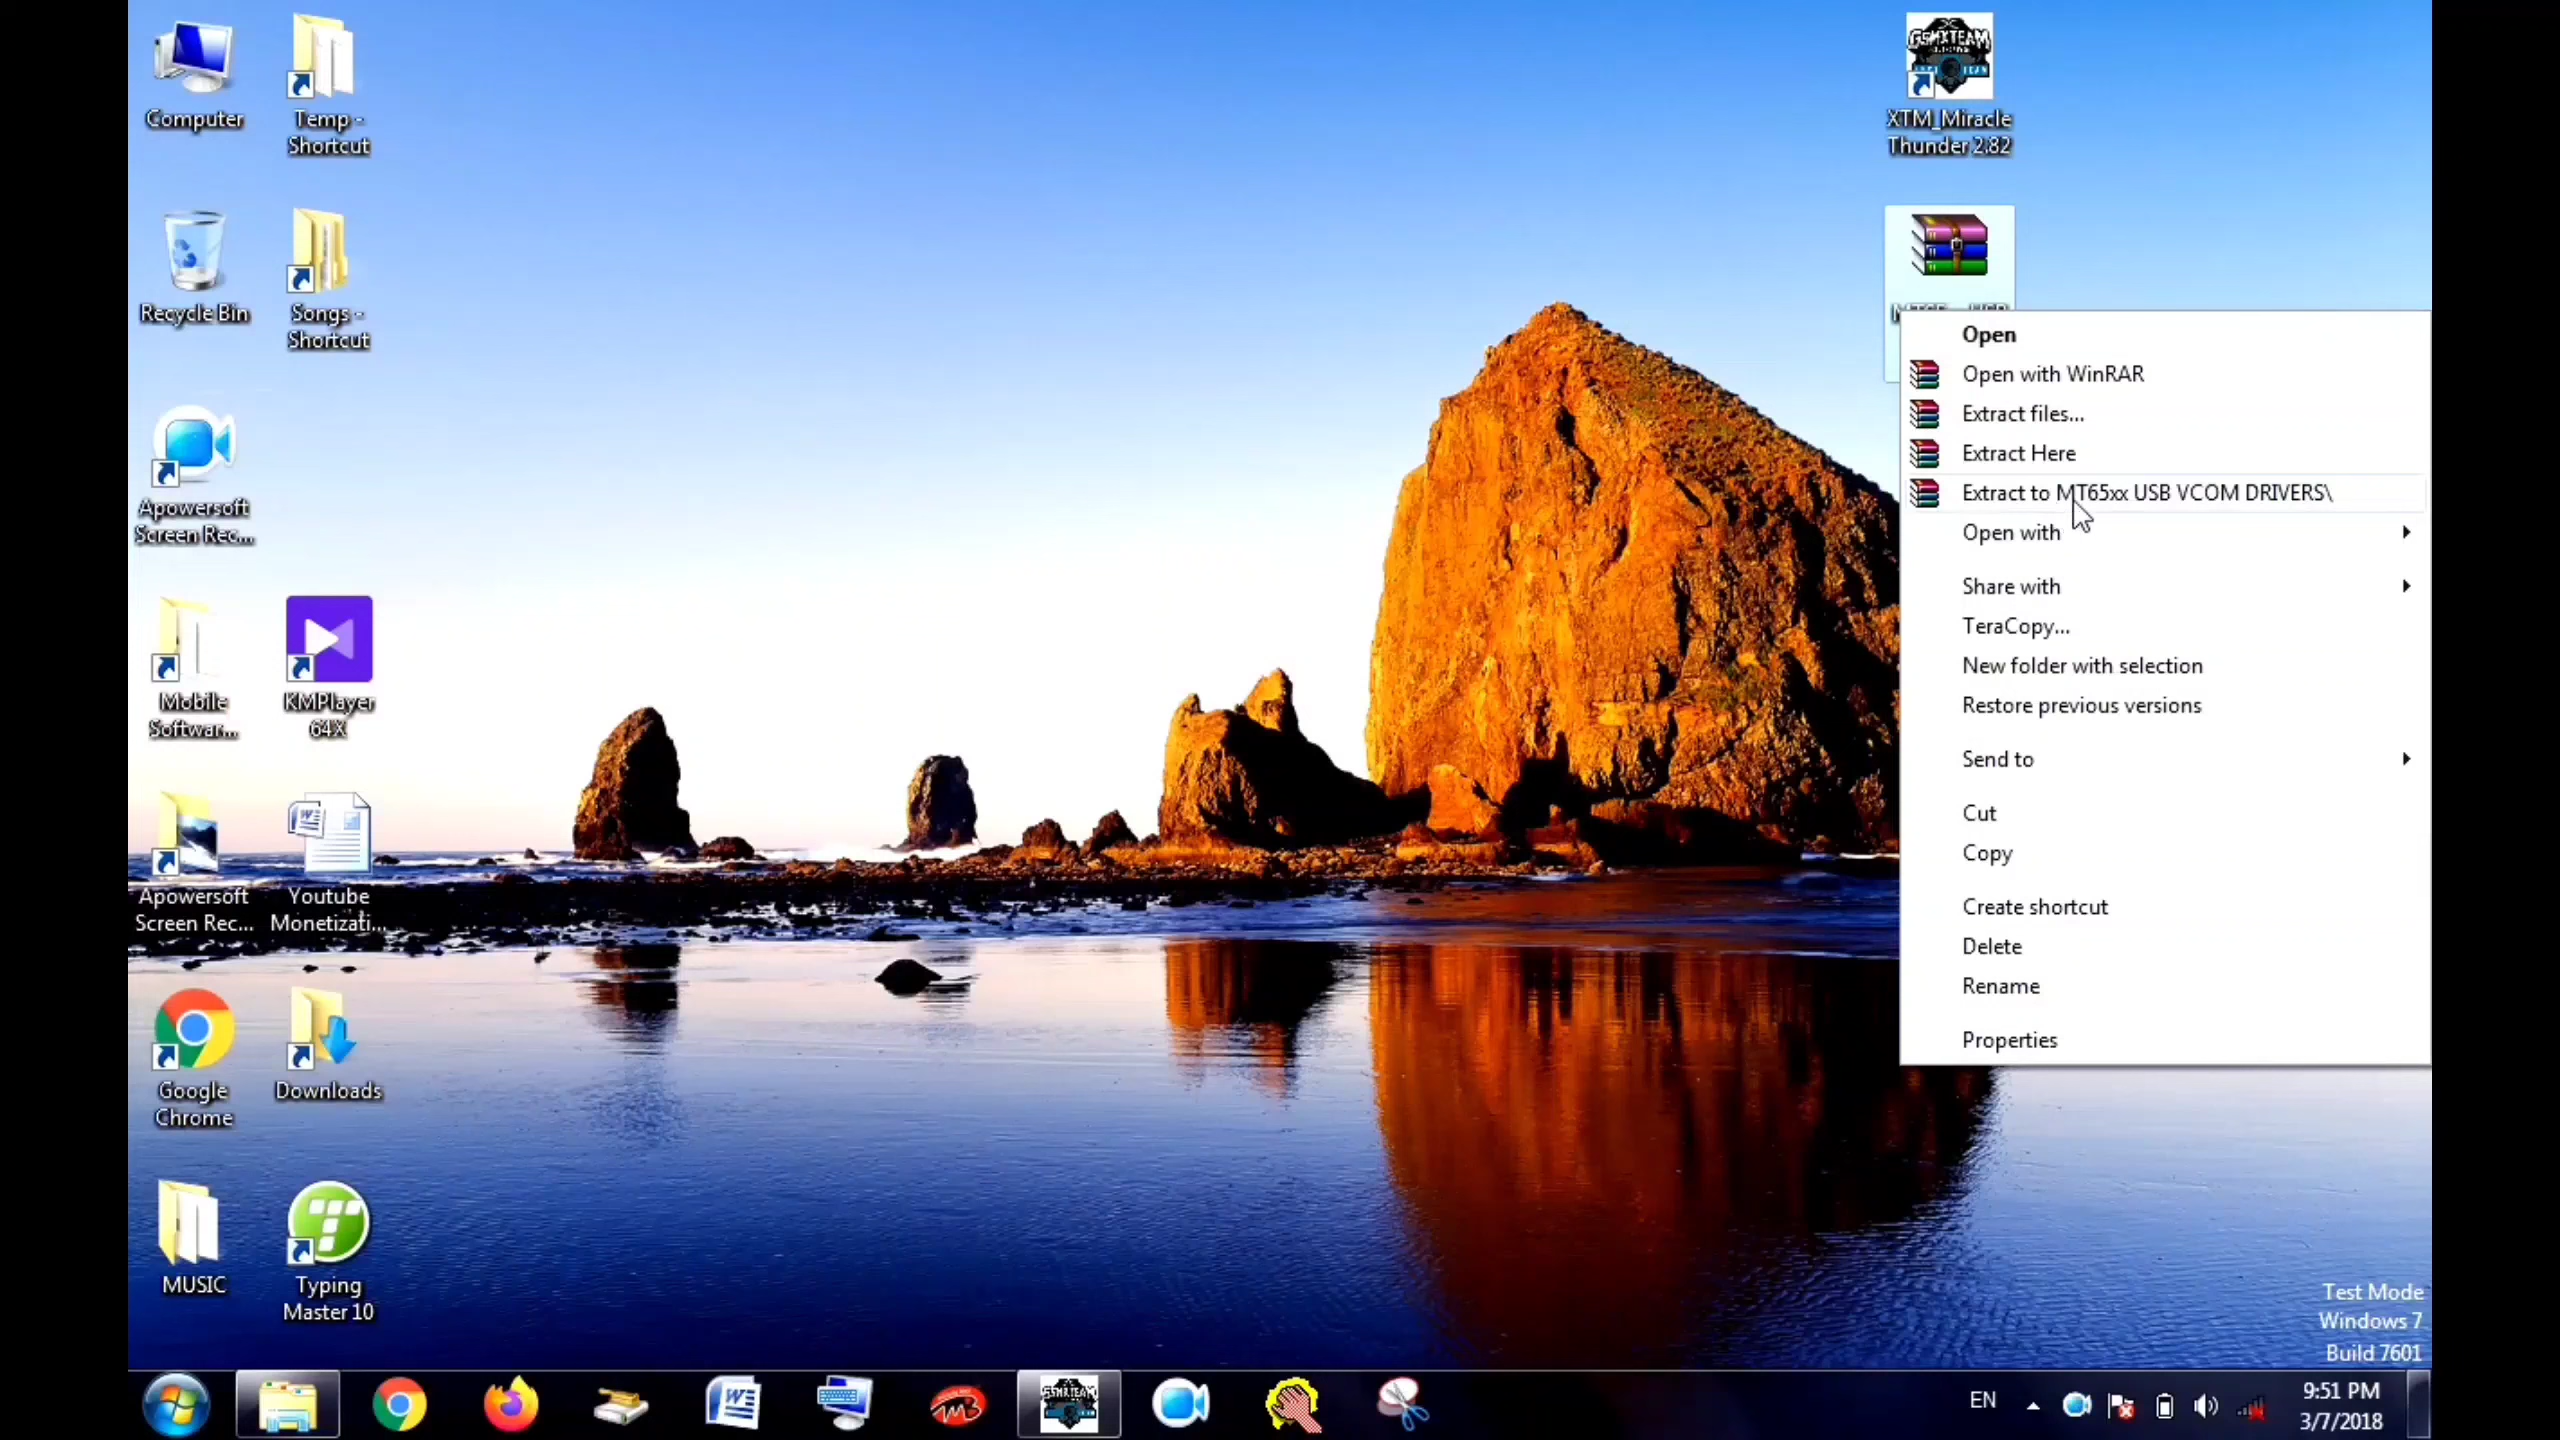 Computer
Temp -
Shortcut
Recycle Bin
Songs -
Shortcut
Apowersoft
Screen Rec...
Mobile
Softwar...
KMPlayer
64X
Apowersoft
Screen Rec...
Youtube
Monetizati...
Google
Chrome
Downloads
MUSIC
Typing
Master 10
GSMXTEAM
XTM_Miracle
Thunder 2.82
Open
Open with WinRAR
Extract files...
Extract Here
Extract to MT65xx USB VCOM DRIVERS\
Open with
Share with
TeraCopy...
New folder with selection
Restore previous versions
Send to
Cut
Copy
Create shortcut
Delete
Rename
Properties
Test Mode
Windows 7
Build 7601
GSMXTEAM
EN
9:51 PM
3/7/2018